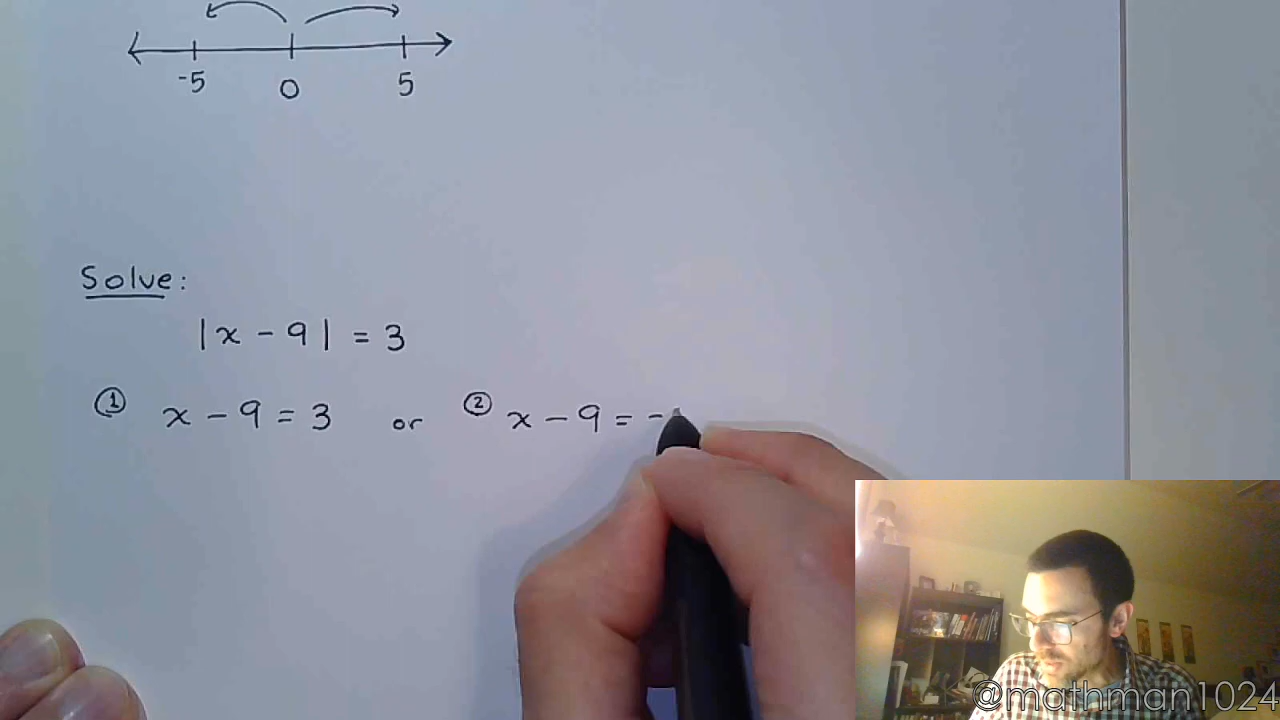 -5 0 5
Solve:
|x - 9| = 3
① x - 9 = 3 or ② x - 9 = -
@mathman1024